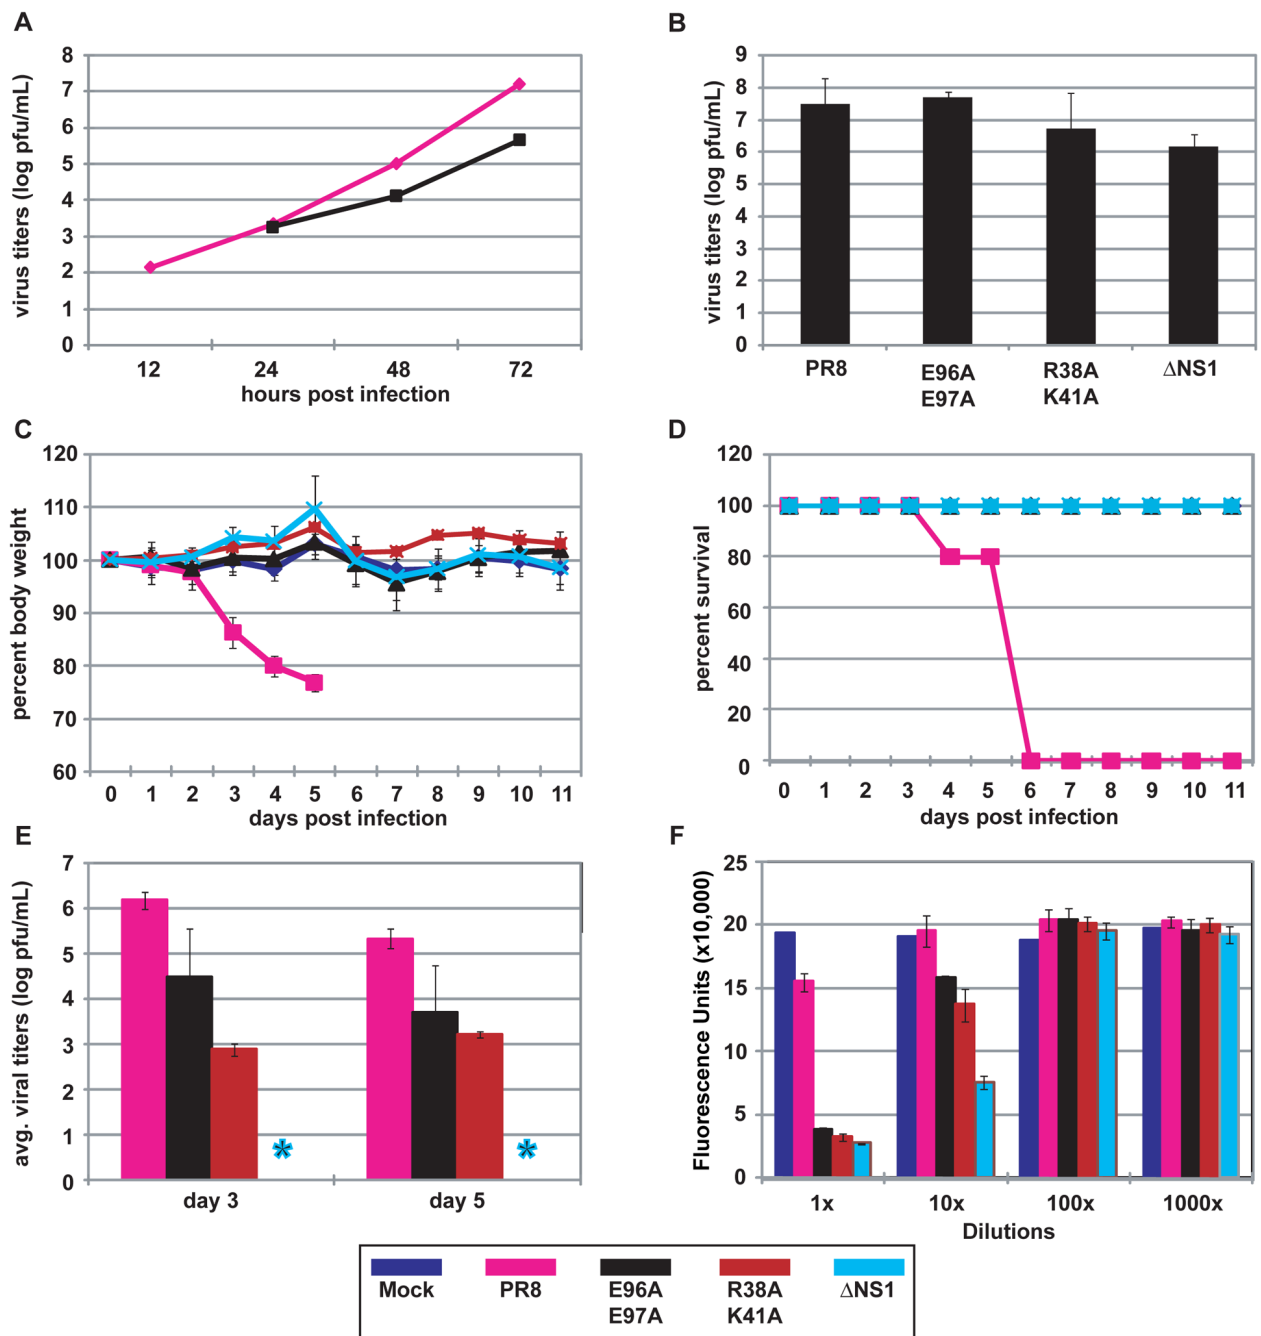 A
virus titers (log pfu/mL)
8
7
6
5
4
3
2
1
0
12 24 48 72
hours post infection
B
virus titers (log pfu/mL)
9
8
7
6
5
4
3
2
1
0
PR8 E96A R38A ΔNS1
E97A K41A
C
percent body weight
120
110
100
90
80
70
60
0 1 2 3 4 5 6 7 8 9 10 11
days post infection
D
percent survival
120
100
80
60
40
20
0
0 1 2 3 4 5 6 7 8 9 10 11
days post infection
E
avg. viral titers (log pfu/mL)
7
6
5
4
3
2
1
0
*
*
day 3 day 5
F
Fluorescence Units (x10,000)
25
20
15
10
5
0
1x 10x 100x 1000x
Dilutions
Mock PR8 E96A R38A ΔNS1
E97A K41A